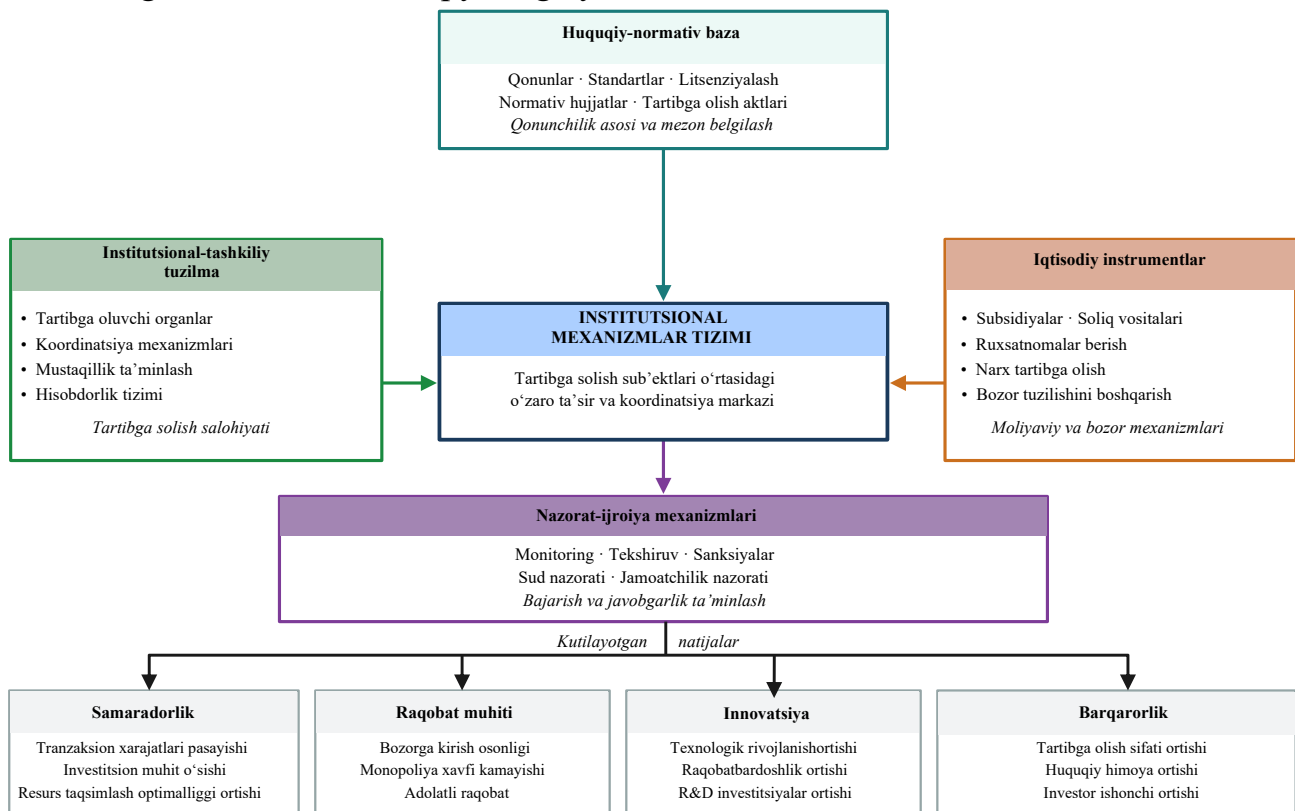 Huquqiy-normativ baza
Qonunlar · Standartlar · Litsenziyalash
Normativ hujjatlar · Tartibga olish aktlari
Qonunchilik asosi va mezon belgilash
Institutsional-tashkiliy
tuzilma
• Tartibga oluvchi organlar
• Koordinatsiya mexanizmlari
• Mustaqillik ta’minlash
• Hisobdorlik tizimi
Tartibga solish salohiyati
INSTITUTSIONAL
MEXANIZMLAR TIZIMI
Tartibga solish sub’ektlari o‘rtasidagi
o‘zaro ta’sir va koordinatsiya markazi
Iqtisodiy instrumentlar
• Subsidiyalar · Soliq vositalari
• Ruxsatnomalar berish
• Narx tartibga olish
• Bozor tuzilishini boshqarish
Moliyaviy va bozor mexanizmlari
Nazorat-ijroiya mexanizmlari
Monitoring · Tekshiruv · Sanksiyalar
Sud nazorati · Jamoatchilik nazorati
Bajarish va javobgarlik ta’minlash
Kutilayotgan natijalar
Samaradorlik
Tranzaksion xarajatlari pasayishi
Investitsion muhit o‘sishi
Resurs taqsimlash optimalliggi ortishi
Raqobat muhiti
Bozorga kirish osonligi
Monopoliya xavfi kamayishi
Adolatli raqobat
Innovatsiya
Texnologik rivojlanishortishi
Raqobatbardoshlik ortishi
R&D investitsiyalar ortishi
Barqarorlik
Tartibga olish sifati ortishi
Huquqiy himoya ortishi
Investor ishonchi ortishi